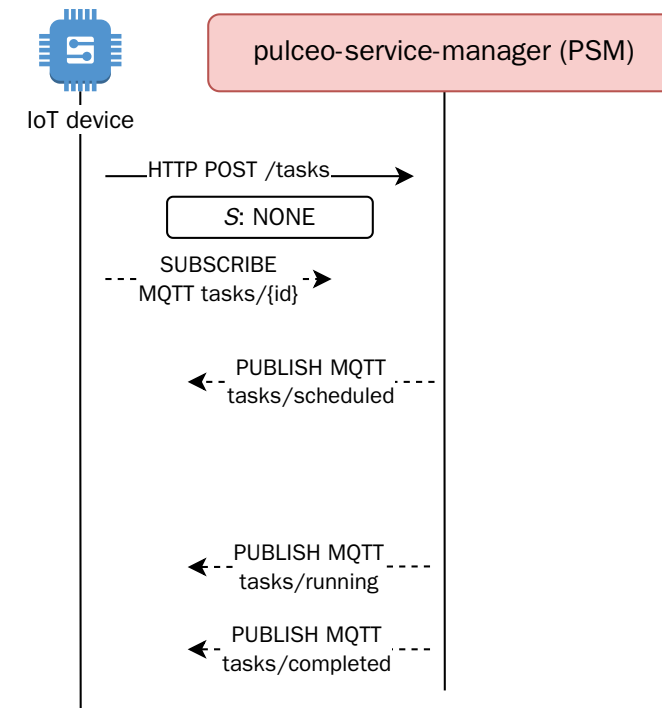 pulceo-service-manager (PSM)
IoT device
HTTP POST /tasks
S: NONE
SUBSCRIBE
MQTT tasks/{id}
PUBLISH MQTT
tasks/scheduled
PUBLISH MQTT
tasks/running
PUBLISH MQTT
tasks/completed